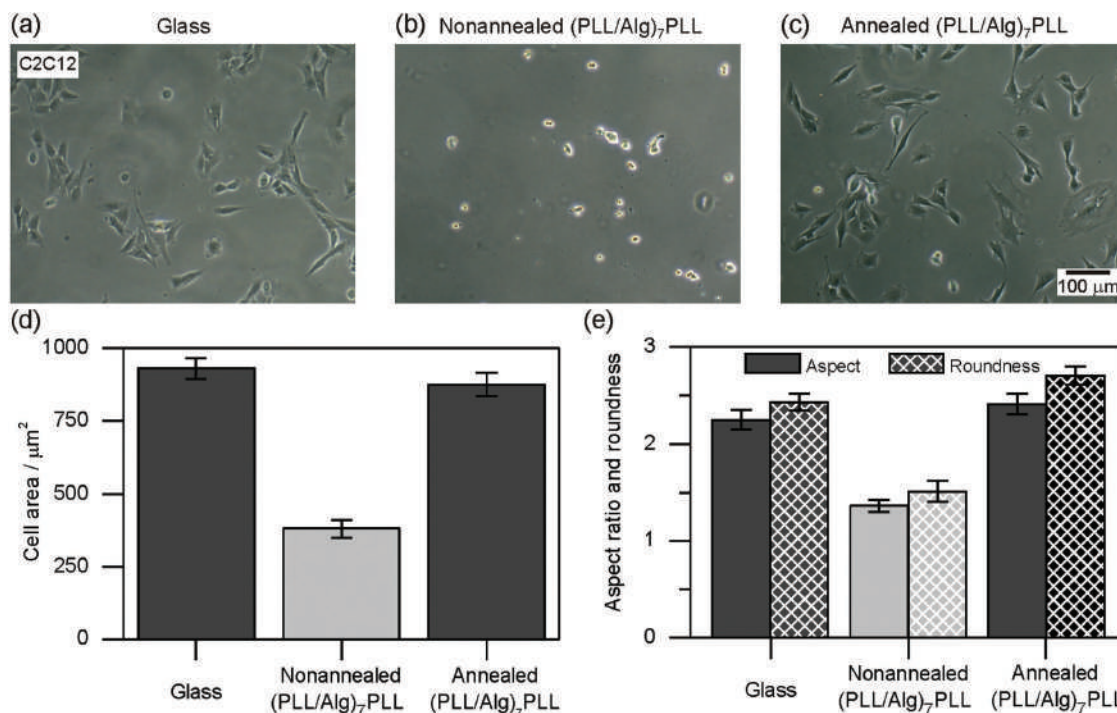 (a) Glass
(b) Nonannealed (PLL/Alg)₇PLL
(c) Annealed (PLL/Alg)₇PLL
C2C12
100 μm
(d)
1000
750
500
250
0
Cell area / μm²
Glass
Nonannealed
(PLL/Alg)₇PLL
Annealed
(PLL/Alg)₇PLL
(e)
3
2
1
0
Aspect ratio and roundness
Aspect
Roundness
Glass
Nonannealed
(PLL/Alg)₇PLL
Annealed
(PLL/Alg)₇PLL